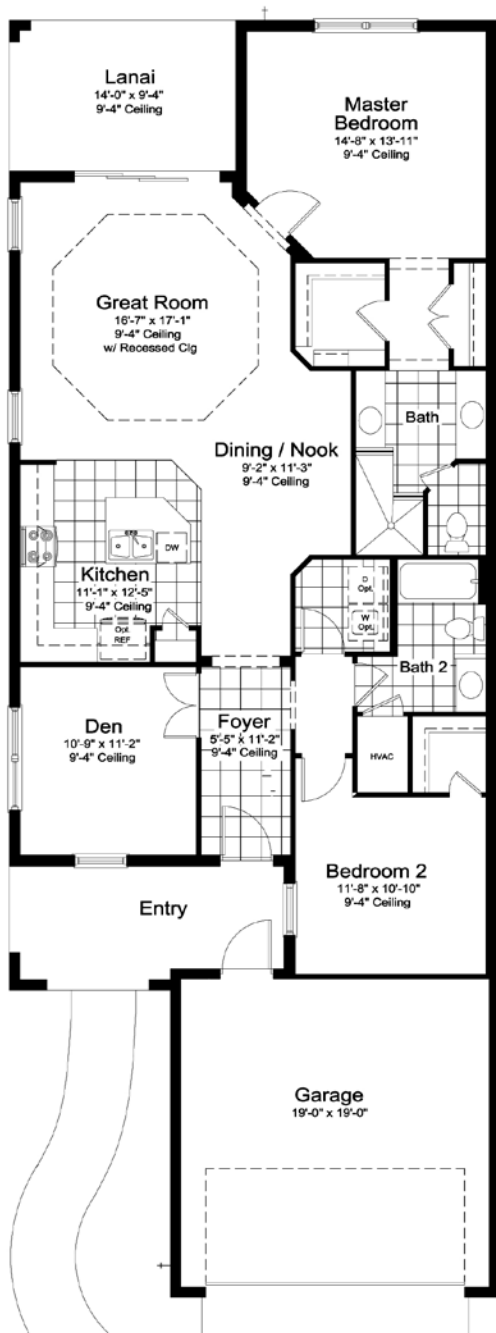 Lanai
14'-0" x 9'-4"
9'-4" Ceiling
Master
Bedroom
14'-8" x 13'-11"
9'-4" Ceiling
Great Room
16'-7" x 17'-1"
9'-4" Ceiling
w/ Recessed Clg
Bath
Dining / Nook
9'-2" x 11'-3"
9'-4" Ceiling
DW
Kitchen
11'-1" x 12'-5"
9'-4" Ceiling
Opt.
REF
D
Opt.
W
Opt.
Bath 2
Den
10'-9" x 11'-2"
9'-4" Ceiling
Foyer
5'-5" x 11'-2"
9'-4" Ceiling
HVAC
Bedroom 2
11'-8" x 10'-10"
9'-4" Ceiling
Entry
Garage
19'-0" x 19'-0"